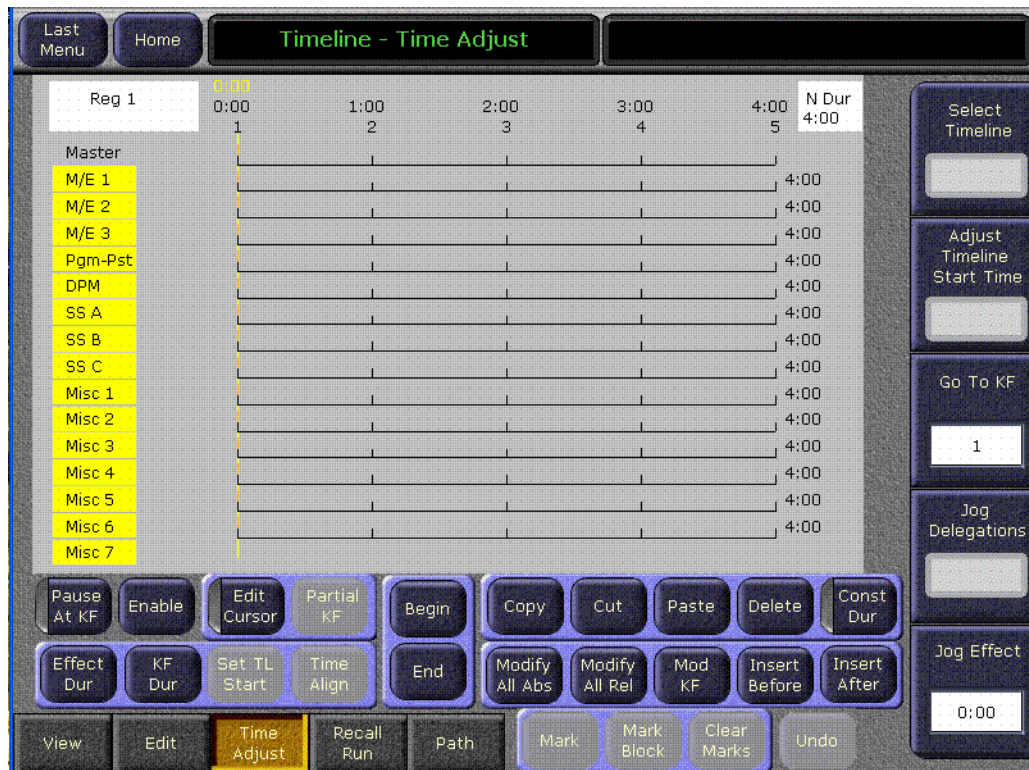 Last Menu
Home
Timeline - Time Adjust
Reg 1
0:00
0:00 1:00 2:00 3:00 4:00
1 2 3 4 5
N Dur
4:00
Master
M/E 1 4:00
M/E 2 4:00
M/E 3 4:00
Pgm-Pst 4:00
DPM 4:00
SS A 4:00
SS B 4:00
SS C 4:00
Misc 1 4:00
Misc 2 4:00
Misc 3 4:00
Misc 4 4:00
Misc 5 4:00
Misc 6 4:00
Misc 7
Select
Timeline
Adjust
Timeline
Start Time
Go To KF
1
Jog
Delegations
Jog Effect
0:00
Pause At KF
Enable
Edit Cursor
Partial KF
Begin
Copy
Cut
Paste
Delete
Const Dur
Effect Dur
KF Dur
Set TL Start
Time Align
End
Modify All Abs
Modify All Rel
Mod KF
Insert Before
Insert After
View
Edit
Time Adjust
Recall Run
Path
Mark
Mark Block
Clear Marks
Undo